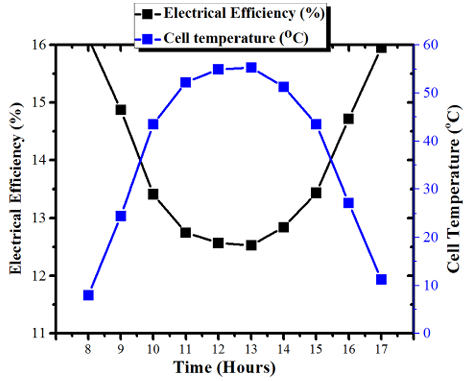 Electrical Efficiency (%)
Cell temperature (⁰C)
16
15
14
13
12
11
Electrical Efficiency (%)
60
50
40
30
20
10
0
Cell Temperature (°C)
8 9 10 11 12 13 14 15 16 17
Time (Hours)